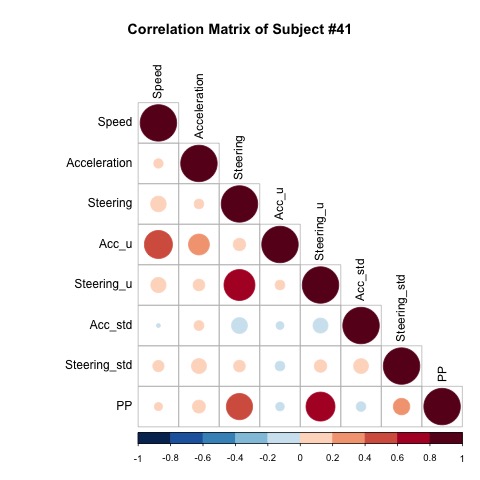 Correlation Matrix of Subject #41
Speed
Acceleration
Steering
Acc_u
Steering_u
Acc_std
Steering_std
PP
Speed
Acceleration
Steering
Acc_u
Steering_u
Acc_std
Steering_std
PP
-1 -0.8 -0.6 -0.4 -0.2 0 0.2 0.4 0.6 0.8 1